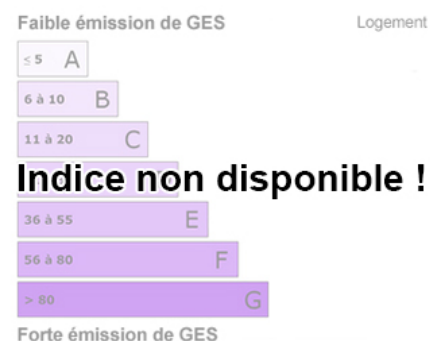 Faible émission de GES
Logement
≤ 5 A
6 à 10 B
11 à 20 C
Indice non disponible !
36 à 55 E
56 à 80 F
> 80 G
Forte émission de GES